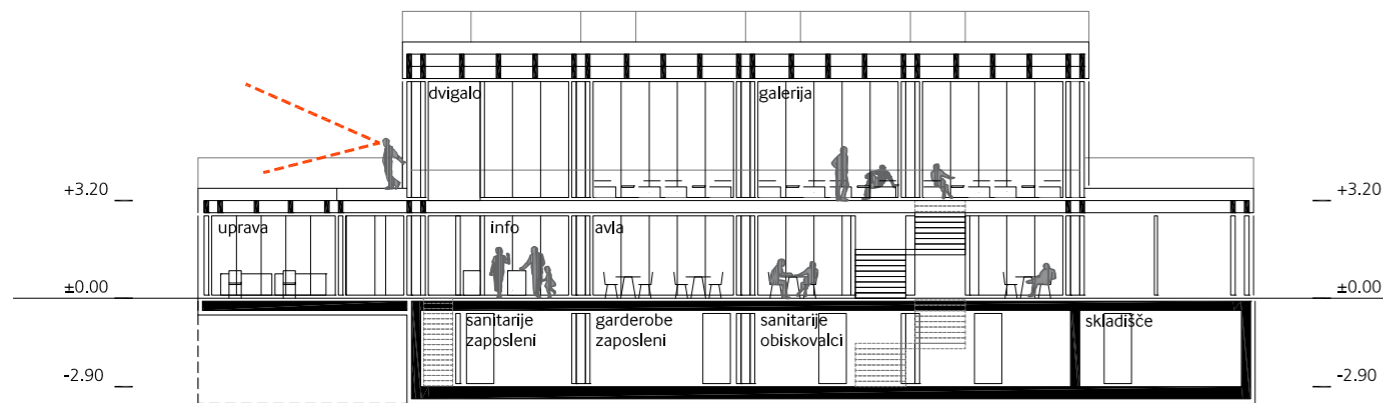 dvigalo
galerija
+3.20
+3.20
uprava
info
avla
±0.00
±0.00
sanitarije
zaposleni
garderobe
zaposleni
sanitarije
obiskovalci
skladišče
-2.90
-2.90